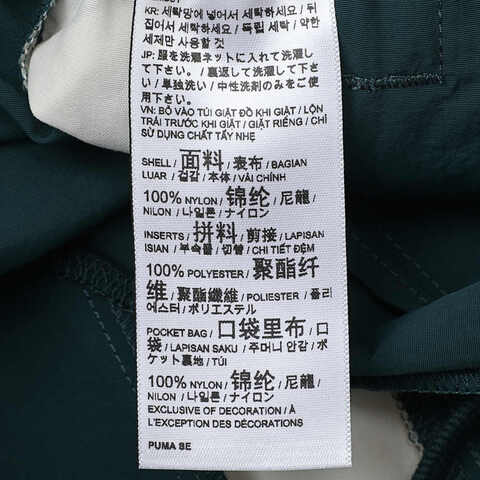 KR: 세탁망에 넣어서 세탁하세요 / 뒤
집어서 세탁하세요 / 독립 세탁 / 약한
세제만 사용할 것
JP: 服を洗濯ネットに入れて洗濯し
て下さい。 / 裏返して洗濯して下さい。
/ 単独洗い / 中性洗剤のみをご使
用下さい。
VN: BỎ VÀO TÚI GIẶT ĐỒ KHI GIẶT / LỘN
TRÁI TRƯỚC KHI GIẶT / GIẶT RIÊNG / CHỈ
SỬ DỤNG CHẤT TẨY NHẸ
SHELL / 面料 / 表布 / BAGIAN
LUAR / 겉감 / 本体 / VẢI CHÍNH
100% NYLON / 锦纶 / 尼龍 /
NILON / 나일론 / ナイロン
INSERTS / 拼料 / 剪接 / LAPISAN
ISIAN / 부속물 / 切替 / CHI TIẾT ĐỆM
100% POLYESTER / 聚酯纤
维 / 聚酯纖維 / POLIESTER / 폴리
에스터 / ポリエステル
POCKET BAG / 口袋里布 / 口
袋 / LAPISAN SAKU / 주머니 안감 / ポ
ケット裏地 / TÚI
100% NYLON / 锦纶 / 尼龍 /
NILON / 나일론 / ナイロン
EXCLUSIVE OF DECORATION / À
L'EXCEPTION DES DÉCORATIONS
PUMA SE